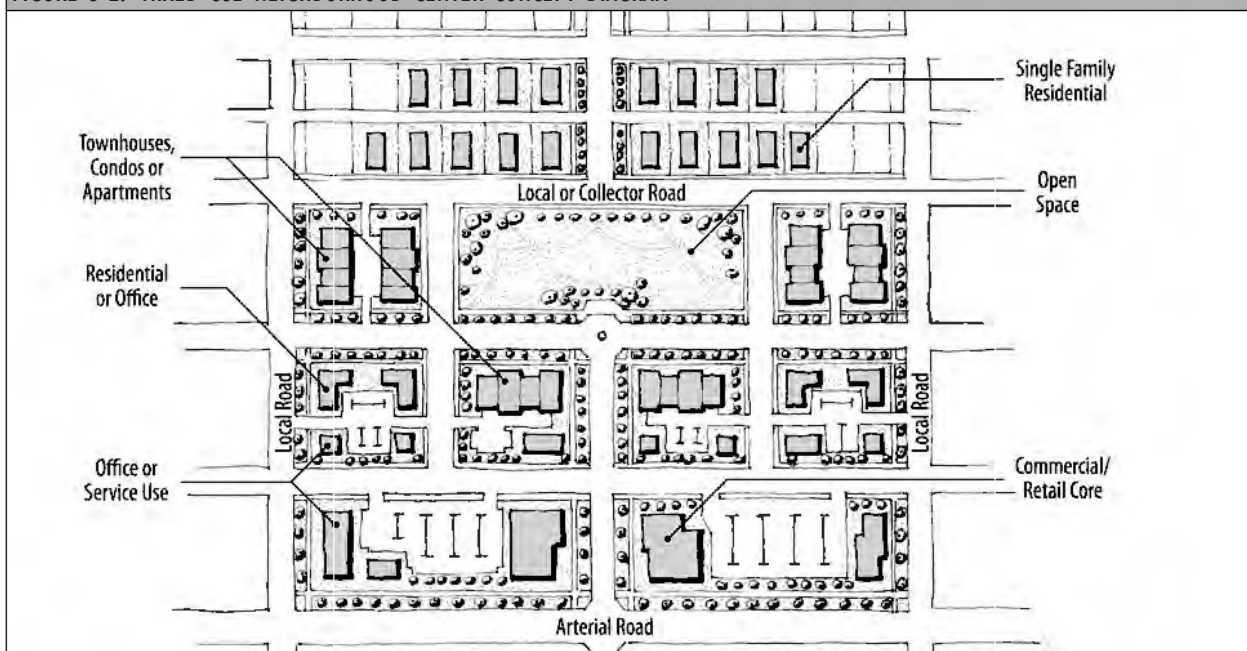 Single Family
Residential
Townhouses,
Condos or
Apartments
Local or Collector Road
Open
Space
Residential
or Office
Local Road
Local Road
Office or
Service Use
Commercial/
Retail Core
Arterial Road